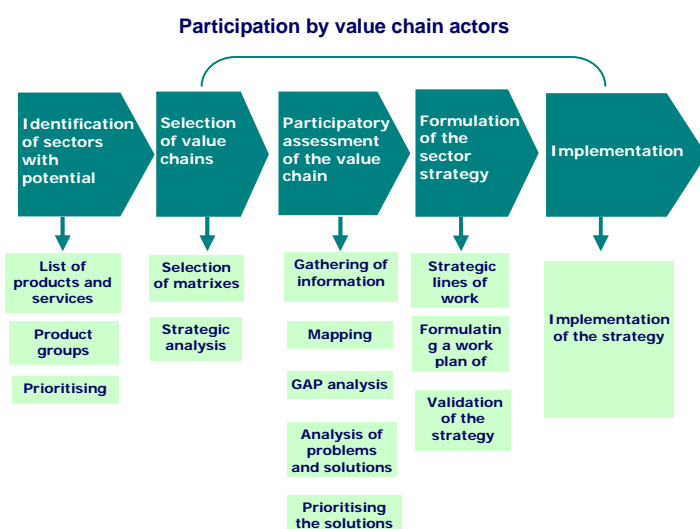 Participation by value chain actors
Identification
of sectors
with
potential
Selection
of value
chains
Participatory
assessment
of the value
chain
Formulation
of the
sector
strategy
Implementation
List of
products and
services
Product
groups
Prioritising
Selection
of matrixes
Strategic
analysis
Gathering of
information
Mapping
GAP analysis
Analysis of
problems
and solutions
Prioritising
the solutions
Strategic
lines of
work
Formulatin
g a work
plan of
Validation
of the
strategy
Implementation
of the strategy